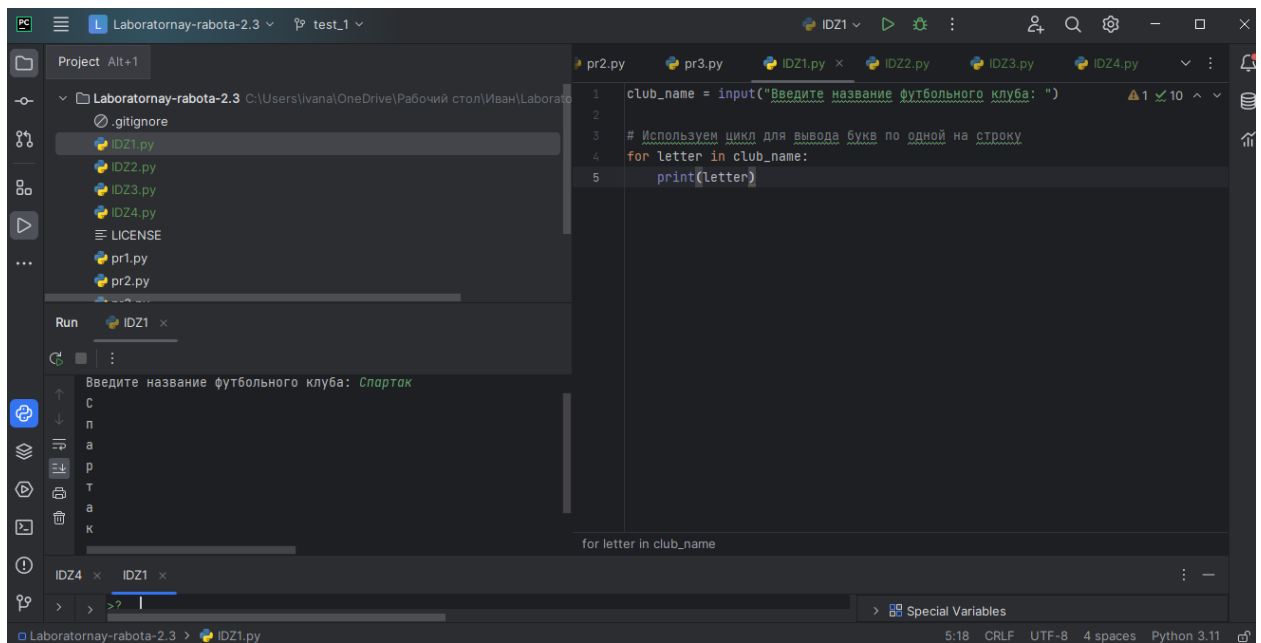 PC
L Laboratornay-rabota-2.3
test_1
IDZ1
Project Alt+1
Laboratornay-rabota-2.3 C:\Users\ivana\OneDrive\Рабочий стол\Иван\Laborato
.gitignore
IDZ1.py
IDZ2.py
IDZ3.py
IDZ4.py
LICENSE
pr1.py
pr2.py
pr2.py
pr3.py
IDZ1.py
IDZ2.py
IDZ3.py
IDZ4.py
1 club_name = input("Введите название футбольного клуба: ")
1 10
2
3 # Используем цикл для вывода букв по одной на строку
4 for letter in club_name:
5 print(letter)
for letter in club_name
Run IDZ1
Введите название футбольного клуба: Спартак
С
п
а
р
т
а
к
IDZ4 IDZ1
>?
Special Variables
Laboratornay-rabota-2.3 > IDZ1.py
5:18 CRLF UTF-8 4 spaces Python 3.11